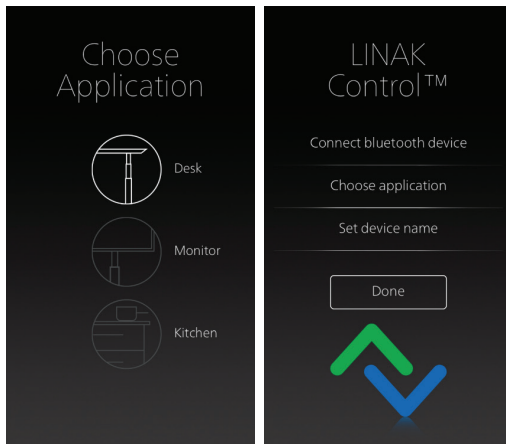 Choose
Application
Desk
Monitor
Kitchen
LINAK
Control™
Connect bluetooth device
Choose application
Set device name
Done